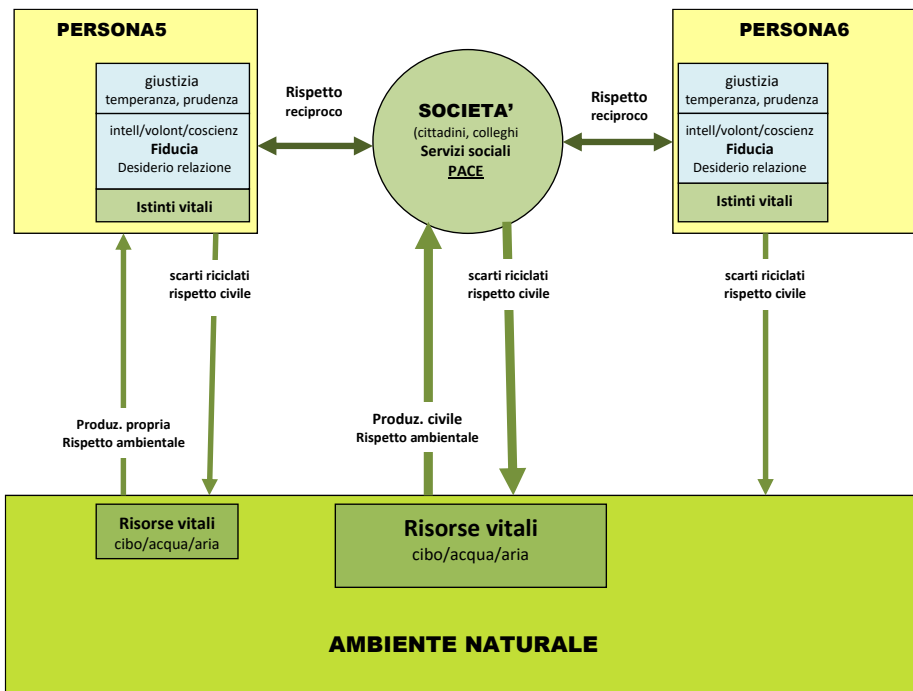 PERSONA5
giustizia
temperanza, prudenza
intell/volont/coscienz
Fiducia
Desiderio relazione
Istinti vitali
Rispetto
reciproco
SOCIETA'
(cittadini, colleghi
Servizi sociali
PACE
Rispetto
reciproco
PERSONA6
giustizia
temperanza, prudenza
intell/volont/coscienz
Fiducia
Desiderio relazione
Istinti vitali
scarti riciclati
rispetto civile
scarti riciclati
rispetto civile
scarti riciclati
rispetto civile
Produz. propria
Rispetto ambientale
Produz. civile
Rispetto ambientale
Risorse vitali
cibo/acqua/aria
Risorse vitali
cibo/acqua/aria
AMBIENTE NATURALE